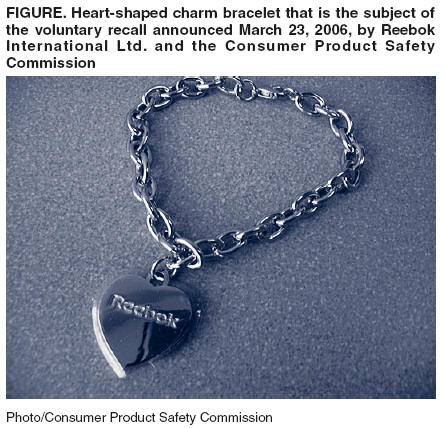 FIGURE. Heart-shaped charm bracelet that is the subject of
the voluntary recall announced March 23, 2006, by Reebok
International Ltd. and the Consumer Product Safety
Commission
Reebok
Photo/Consumer Product Safety Commission